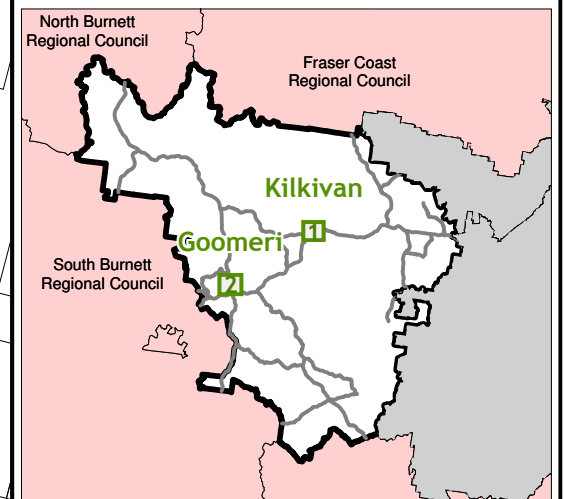 North Burnett
Regional Council
Fraser Coast
Regional Council
Kilkivan
1
Goomeri
2
South Burnett
Regional Council